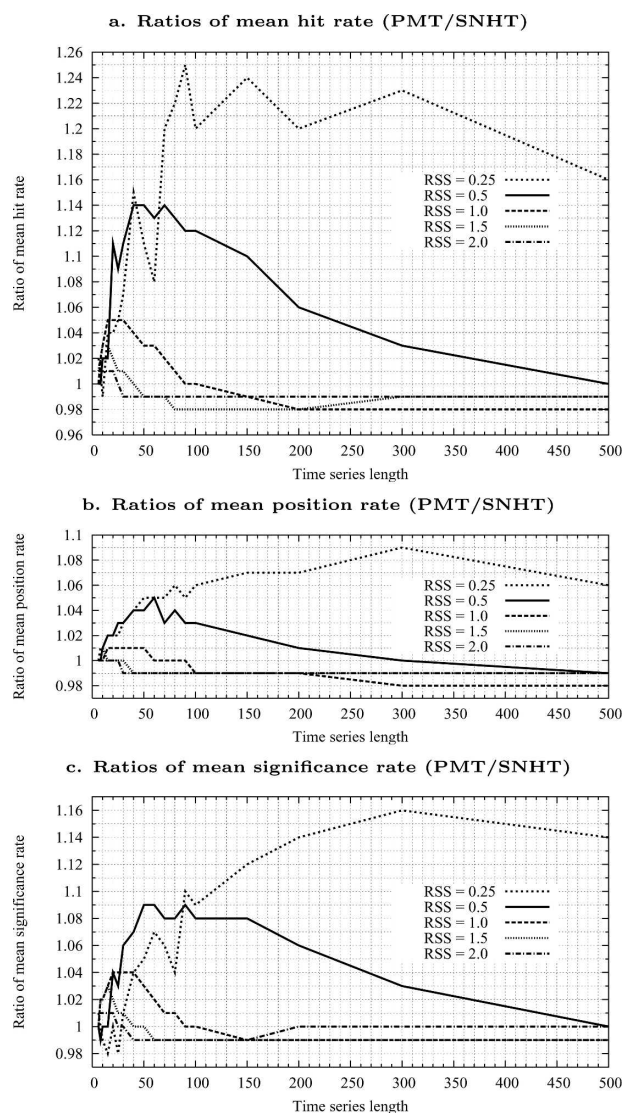 a. Ratios of mean hit rate (PMT/SNHT)
1.26
1.24
1.22
1.2
1.18
1.16
1.14
1.12
1.1
1.08
1.06
1.04
1.02
1
0.98
0.96
Ratio of mean hit rate
RSS = 0.25
RSS = 0.5
RSS = 1.0
RSS = 1.5
RSS = 2.0
0 50 100 150 200 250 300 350 400 450 500
Time series length
b. Ratios of mean position rate (PMT/SNHT)
1.1
1.08
1.06
1.04
1.02
1
0.98
Ratio of mean position rate
RSS = 0.25
RSS = 0.5
RSS = 1.0
RSS = 1.5
RSS = 2.0
0 50 100 150 200 250 300 350 400 450 500
Time series length
c. Ratios of mean significance rate (PMT/SNHT)
1.16
1.14
1.12
1.1
1.08
1.06
1.04
1.02
1
0.98
Ratio of mean significance rate
RSS = 0.25
RSS = 0.5
RSS = 1.0
RSS = 1.5
RSS = 2.0
0 50 100 150 200 250 300 350 400 450 500
Time series length